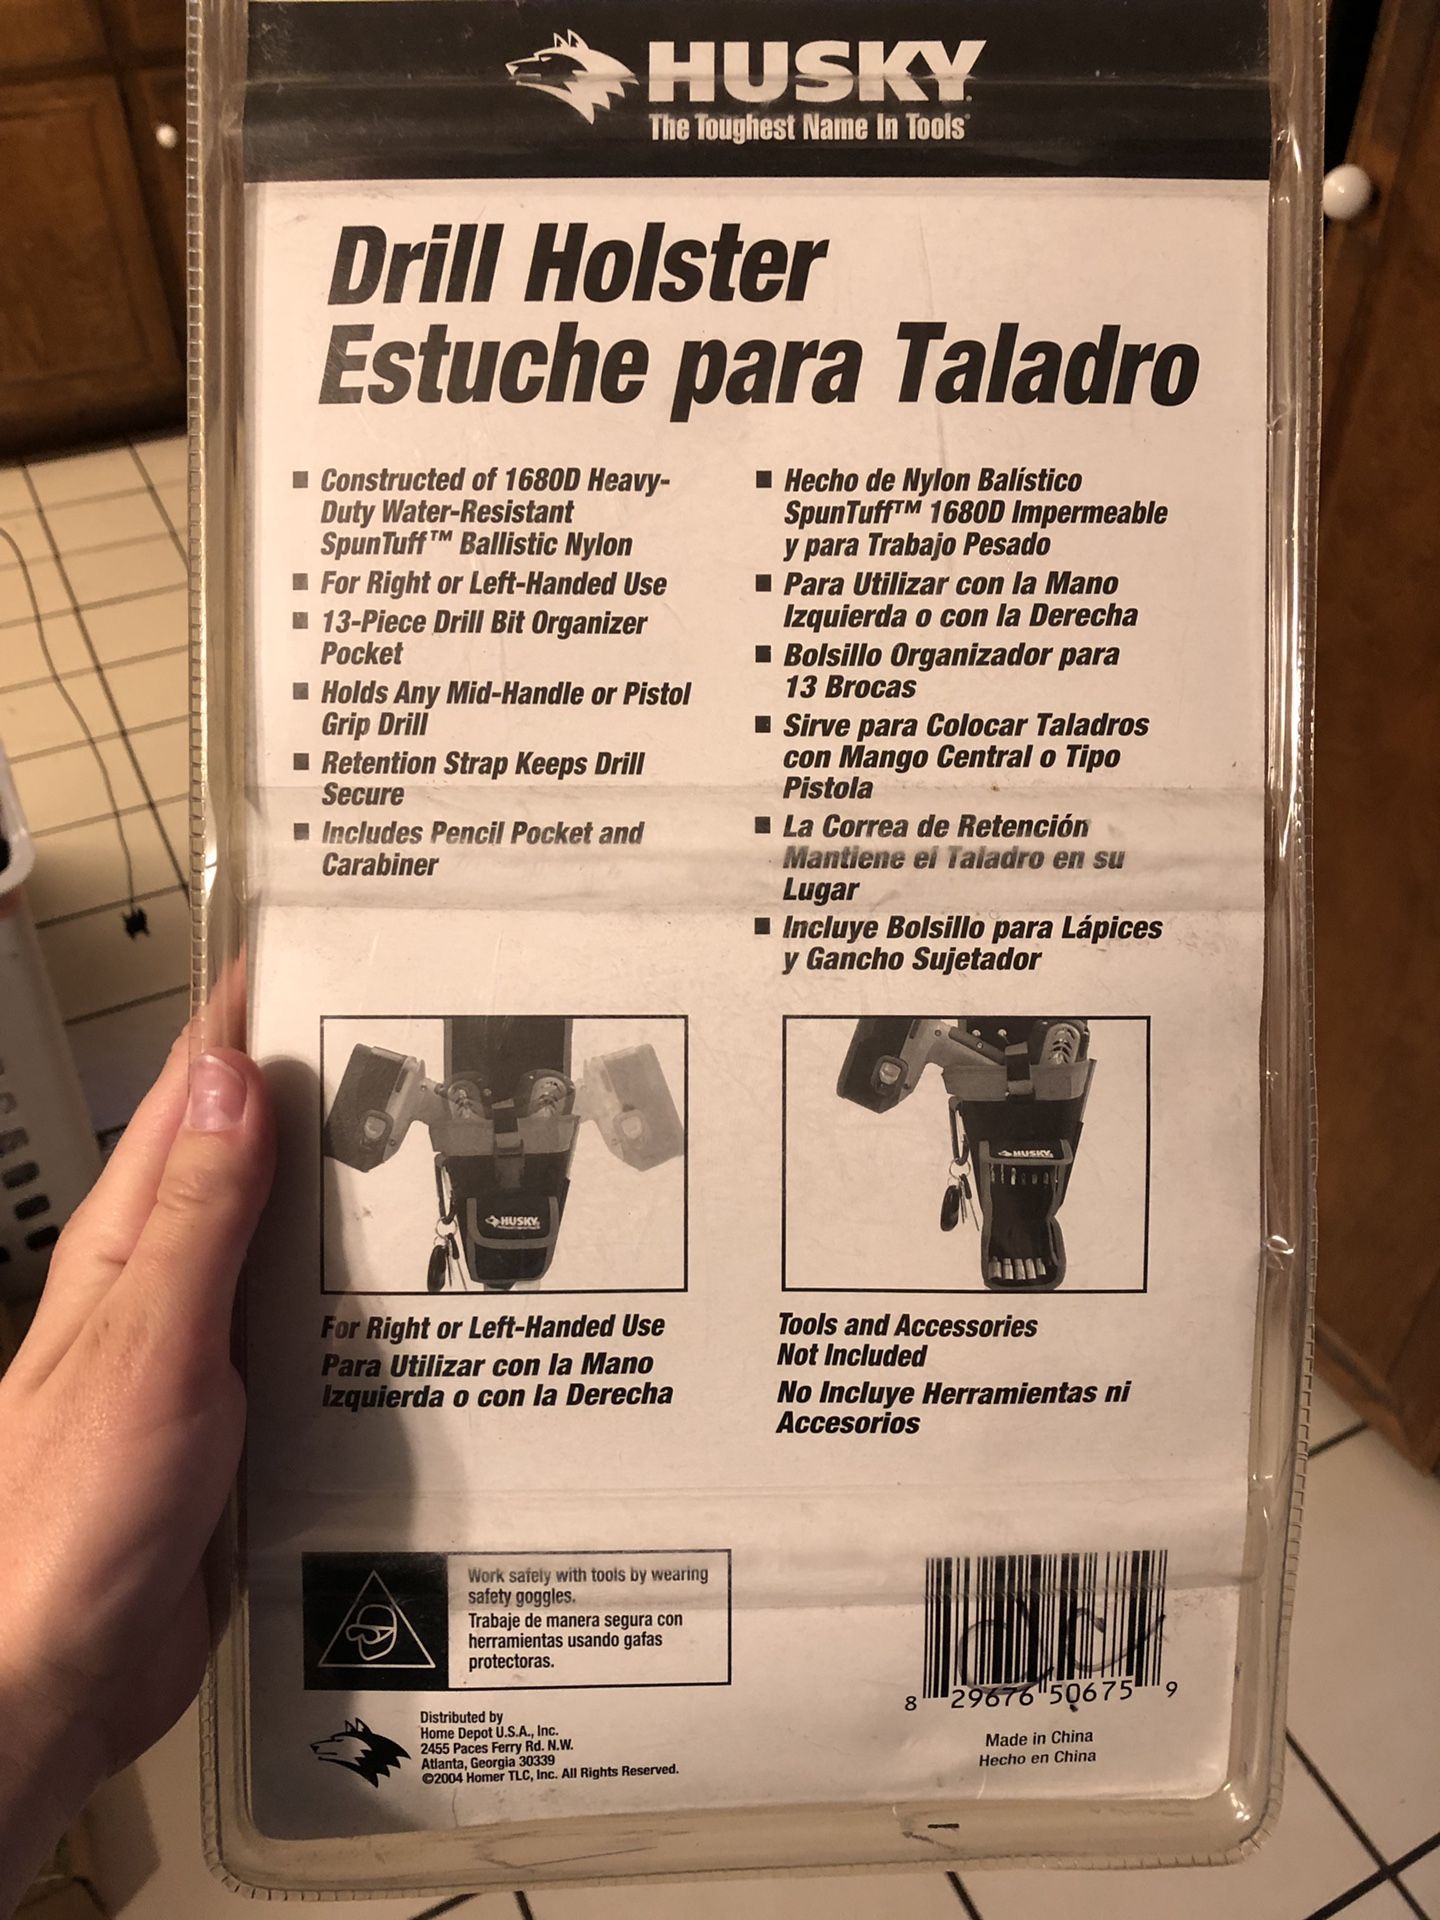 HUSKY
The Toughest Name In Tools
Drill Holster
Estuche para Taladro
Constructed of 1680D Heavy-
Duty Water-Resistant
SpunTuff™ Ballistic Nylon
For Right or Left-Handed Use
13-Piece Drill Bit Organizer
Pocket
Holds Any Mid-Handle or Pistol
Grip Drill
Retention Strap Keeps Drill
Secure
Includes Pencil Pocket and
Carabiner
Hecho de Nylon Balístico
SpunTuff™ 1680D Impermeable
y para Trabajo Pesado
Para Utilizar con la Mano
Izquierda o con la Derecha
Bolsillo Organizador para
13 Brocas
Sirve para Colocar Taladros
con Mango Central o Tipo
Pistola
La Correa de Retención
Mantiene el Taladro en su
Lugar
Incluye Bolsillo para Lápices
y Gancho Sujetador
HUSKY
HUSKY
For Right or Left-Handed Use
Para Utilizar con la Mano
Izquierda o con la Derecha
Tools and Accessories
Not Included
No Incluye Herramientas ni
Accesorios
Work safely with tools by wearing
safety goggles.
Trabaje de manera segura con
herramientas usando gafas
protectoras.
Distributed by
Home Depot U.S.A., Inc.
2455 Paces Ferry Rd. N.W.
Atlanta, Georgia 30339
©2004 Homer TLC, Inc. All Rights Reserved.
8 29676 50675 9
Made in China
Hecho en China